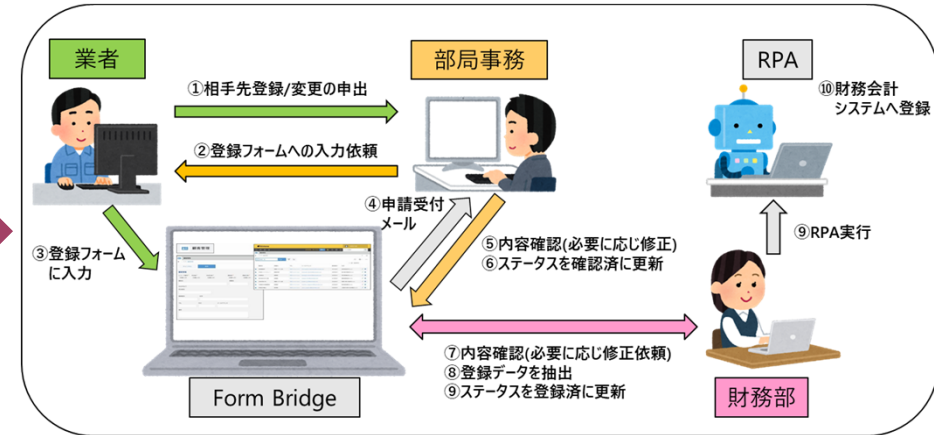 業者
部局事務
RPA
①相手先登録/変更の申出
⑩財務会計
システムへ登録
②登録フォームへの入力依頼
④申請受付
メール
③登録フォーム
に入力
⑤内容確認(必要に応じ修正)
⑥ステータスを確認済に更新
⑨RPA実行
⑦内容確認(必要に応じ修正依頼)
⑧登録データを抽出
⑨ステータスを登録済に更新
Form Bridge
財務部